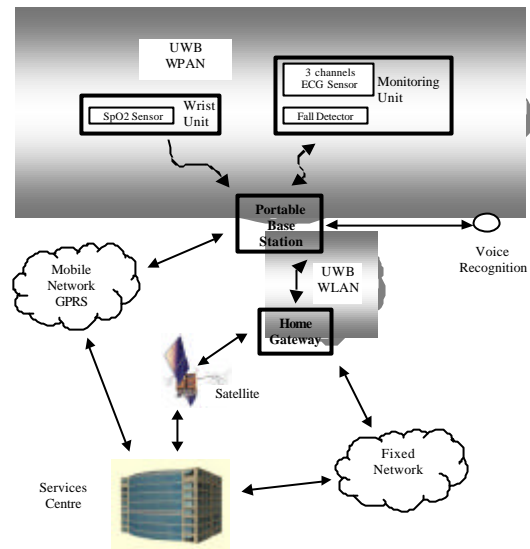 UWB
WPAN
3 channels
ECG Sensor
Monitoring
Unit
Wrist
Unit
SpO2 Sensor
Fall Detector
Portable
Base
Station
Voice
Recognition
Mobile
Network
GPRS
UWB
WLAN
Home
Gateway
Satellite
Fixed
Network
Services
Centre